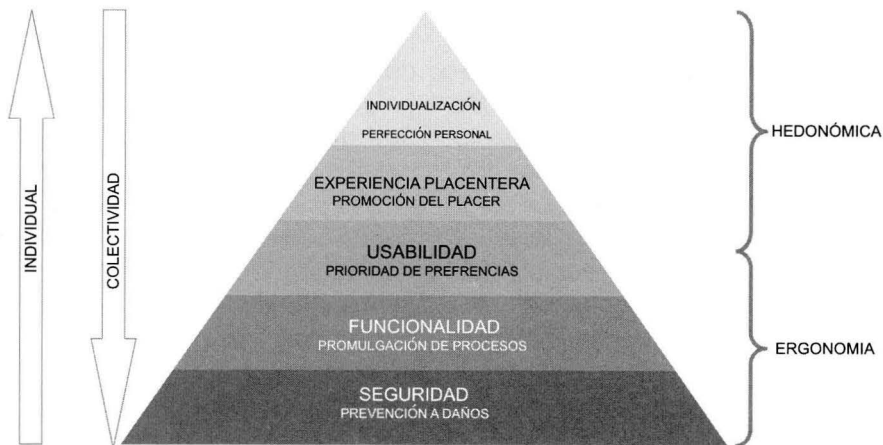 INDIVIDUAL
COLECTIVIDAD
INDIVIDUALIZACIÓN
PERFECCIÓN PERSONAL
EXPERIENCIA PLACENTERA
PROMOCIÓN DEL PLACER
USABILIDAD
PRIORIDAD DE PREFRENCIAS
FUNCIONALIDAD
PROMULGACIÓN DE PROCESOS
SEGURIDAD
PREVENCIÓN A DAÑOS
HEDONÓMICA
ERGONOMIA